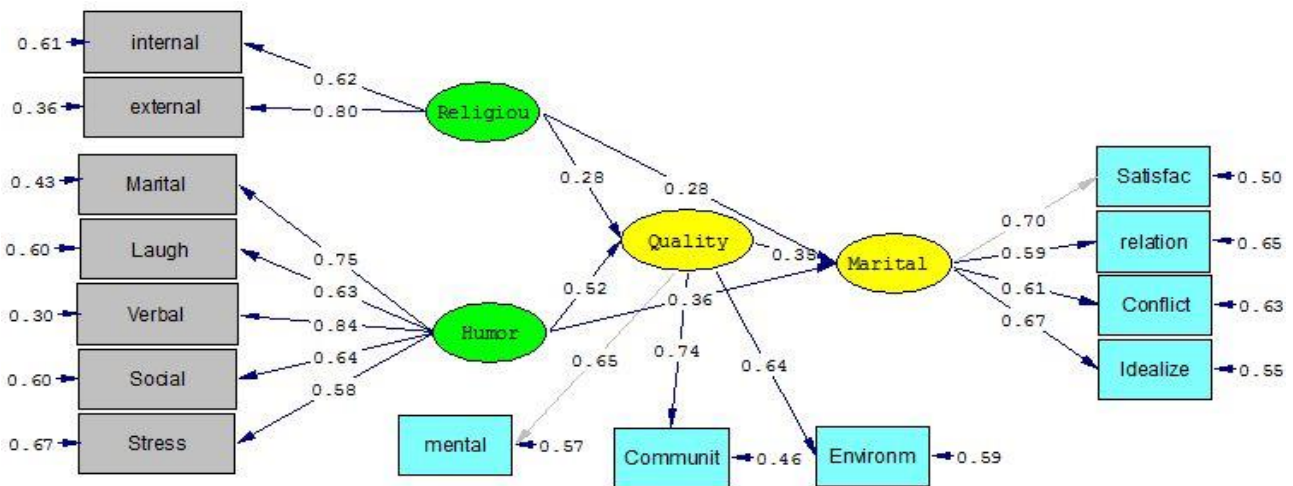 0.61
internal
0.62
0.36
external
0.80
Religiou
0.43
Marital
0.75
0.28
0.28
0.60
Laugh
0.63
Quality
Marital
0.30
Verbal
0.84
Humor
0.52
0.36
0.60
Social
0.64
0.67
Stress
0.58
0.65
0.74
0.64
mental
0.57
Communit
0.46
Environm
0.59
0.70
Satisfac
0.50
0.59
relation
0.65
0.61
Conflict
0.63
0.67
Idealize
0.55